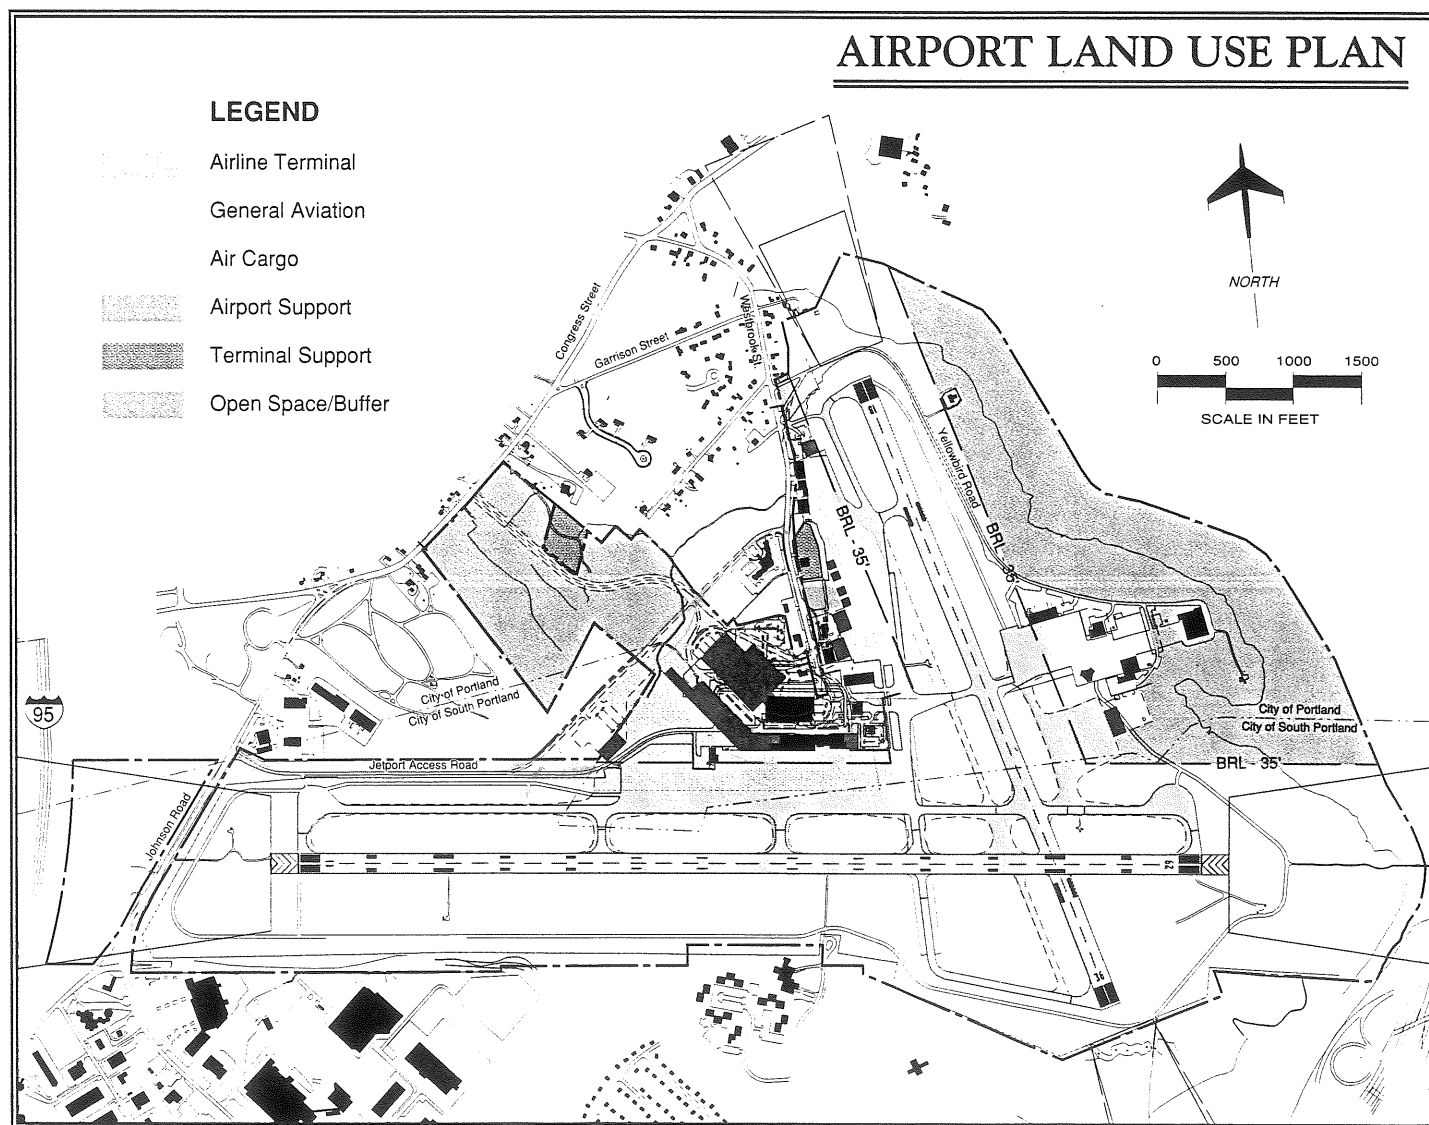 AIRPORT LAND USE PLAN
LEGEND
Airline Terminal
General Aviation
Air Cargo
Airport Support
Terminal Support
Open Space/Buffer
NORTH
0 500 1000 1500
SCALE IN FEET
Congress Street
Garrison Street
Westbrook St.
Yellowbird Road
BRL - 35'
BRL 35'
City of Portland
City of South Portland
95
City of Portland
City of South Portland
BRL - 35'
Jetport Access Road
Johnson Road
11
29
36